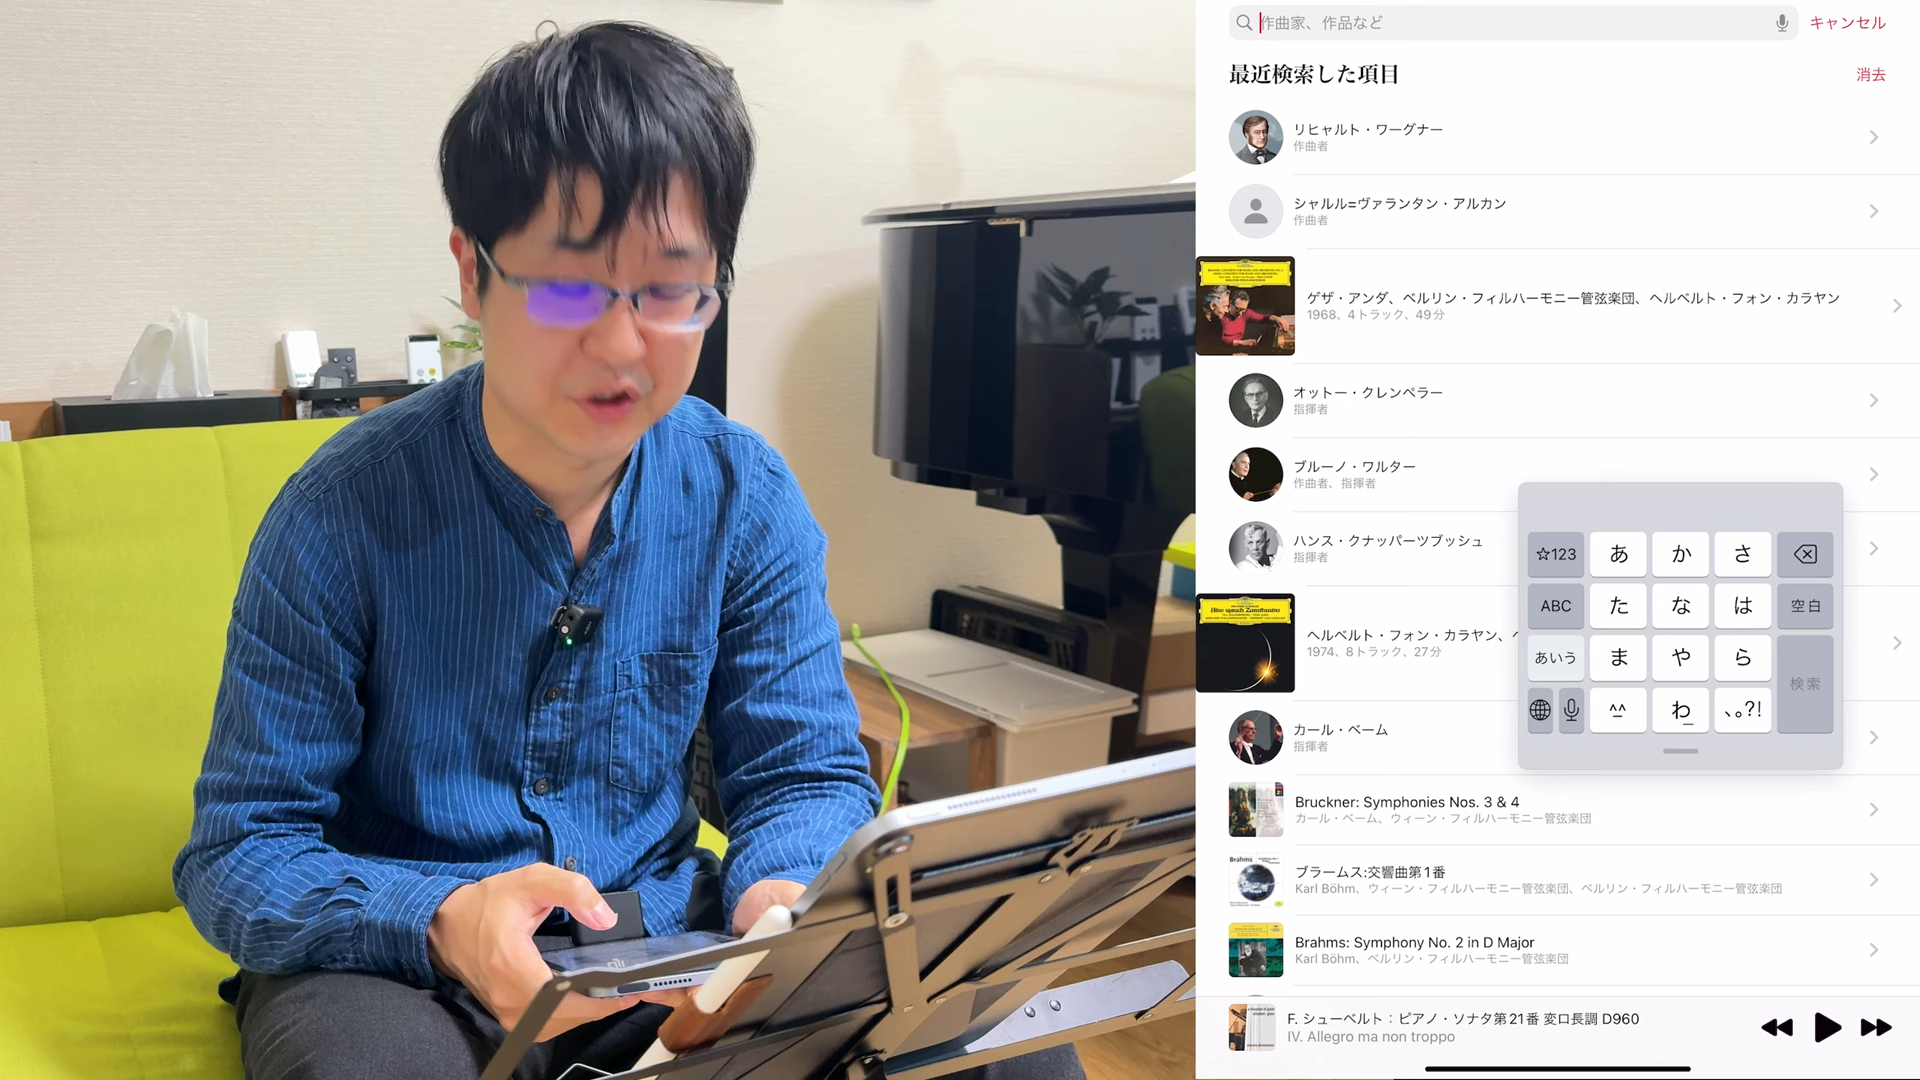 作曲家、作品など
キャンセル
最近検索した項目
消去
リヒャルト・ワーグナー
作曲者
シャルル=ヴァランタン・アルカン
作曲者
ゲザ・アンダ、ベルリン・フィルハーモニー管弦楽団、ヘルベルト・フォン・カラヤン
1968、4トラック、49分
オットー・クレンペラー
指揮者
ブルーノ・ワルター
作曲者、指揮者
ハンス・クナッパーツブッシュ
指揮者
Also sprach Zarathustra
ヘルベルト・フォン・カラヤン、
1974、8トラック、27分
カール・ベーム
指揮者
Bruckner: Symphonies Nos. 3 & 4
カール・ベーム、ウィーン・フィルハーモニー管弦楽団
Brahms
ブラームス:交響曲第1番
Karl Böhm、ウィーン・フィルハーモニー管弦楽団、ベルリン・フィルハーモニー管弦楽団
Brahms: Symphony No. 2 in D Major
Karl Böhm、ベルリン・フィルハーモニー管弦楽団
☆123 あ か さ
ABC た な は 空白
あいう ま や ら 検索
^^ わ 、。?!
F. シューベルト：ピアノ・ソナタ第21番 変ロ長調 D960
IV. Allegro ma non troppo